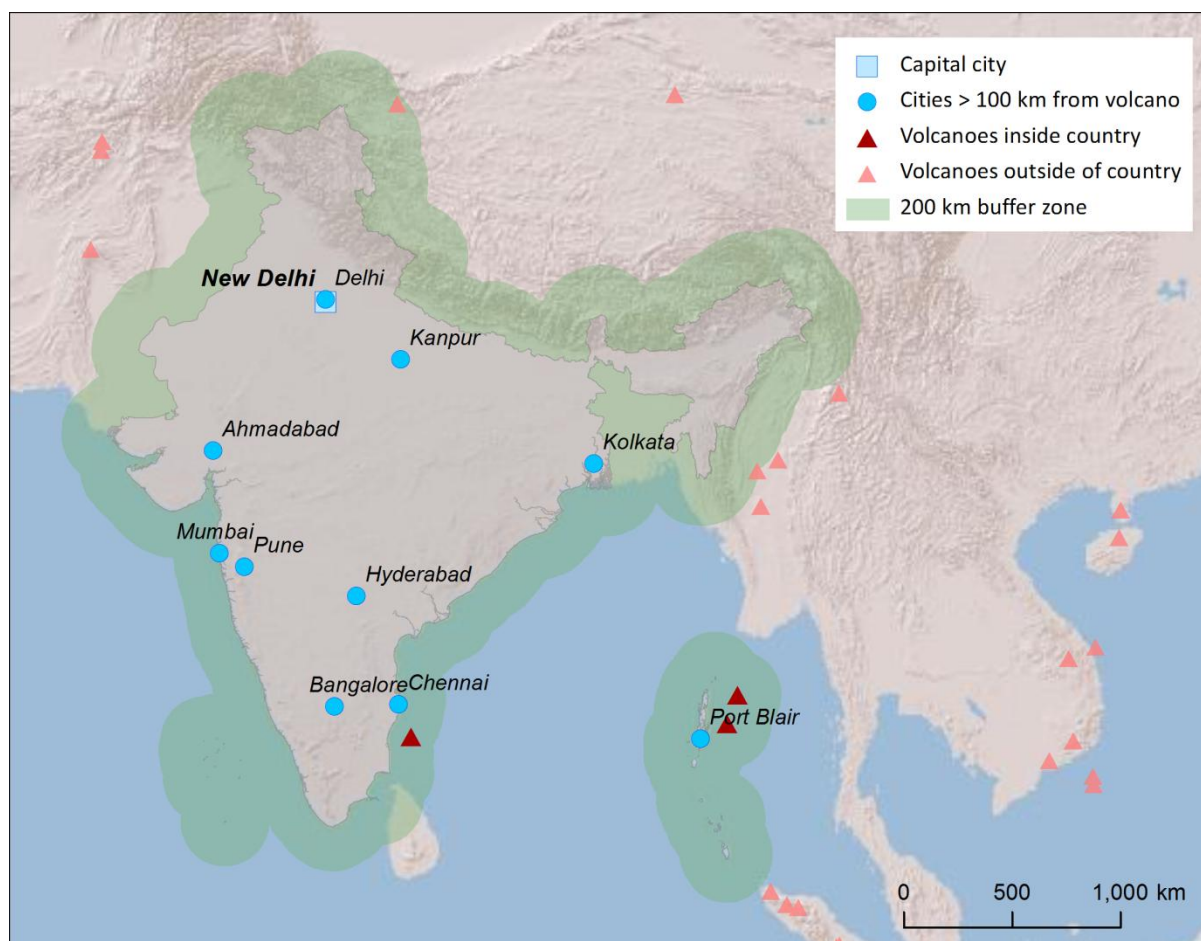 Capital city
Cities > 100 km from volcano
Volcanoes inside country
Volcanoes outside of country
200 km buffer zone
New Delhi
Delhi
Kanpur
Ahmadabad
Kolkata
Mumbai
Pune
Hyderabad
Bangalore
Chennai
Port Blair
0 500 1,000 km